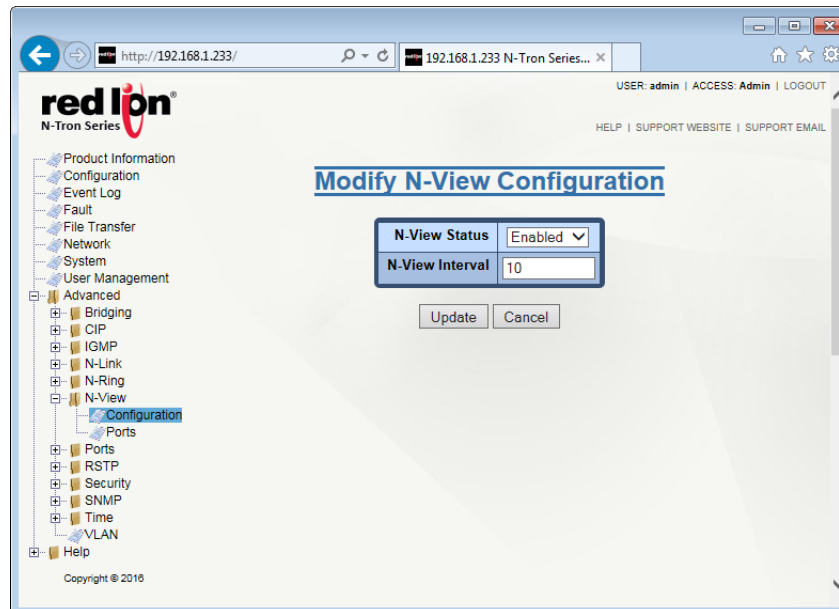 http://192.168.1.233/
192.168.1.233 N-Tron Series...
USER: admin | ACCESS: Admin | LOGOUT
red lion®
N-Tron Series
HELP | SUPPORT WEBSITE | SUPPORT EMAIL
Product Information
Configuration
Event Log
Fault
File Transfer
Network
System
User Management
Advanced
Bridging
CIP
IGMP
N-Link
N-Ring
N-View
Configuration
Ports
Ports
RSTP
Security
SNMP
Time
VLAN
Help
Copyright © 2016
Modify N-View Configuration
N-View Status Enabled
N-View Interval 10
Update Cancel